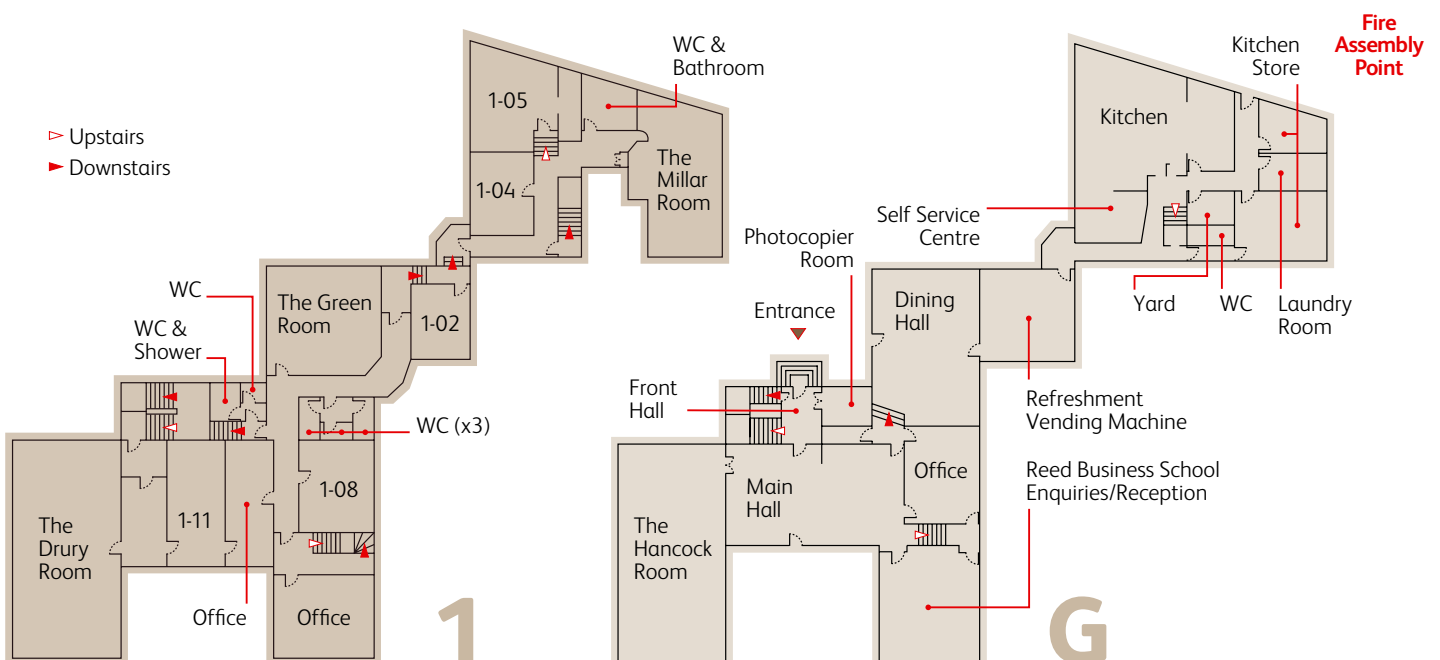 Upstairs
Downstairs
WC &
Bathroom
1-05
1-04
The
Millar
Room
WC
WC &
Shower
The Green
Room
1-02
WC (x3)
1-08
1-11
The
Drury
Room
Office
Office
1
Fire
Assembly
Point
Kitchen
Store
Kitchen
Self Service
Centre
Photocopier
Room
Yard
WC
Laundry
Room
Entrance
Dining
Hall
Front
Hall
Refreshment
Vending Machine
Reed Business School
Enquiries/Reception
Office
Main
Hall
The
Hancock
Room
G